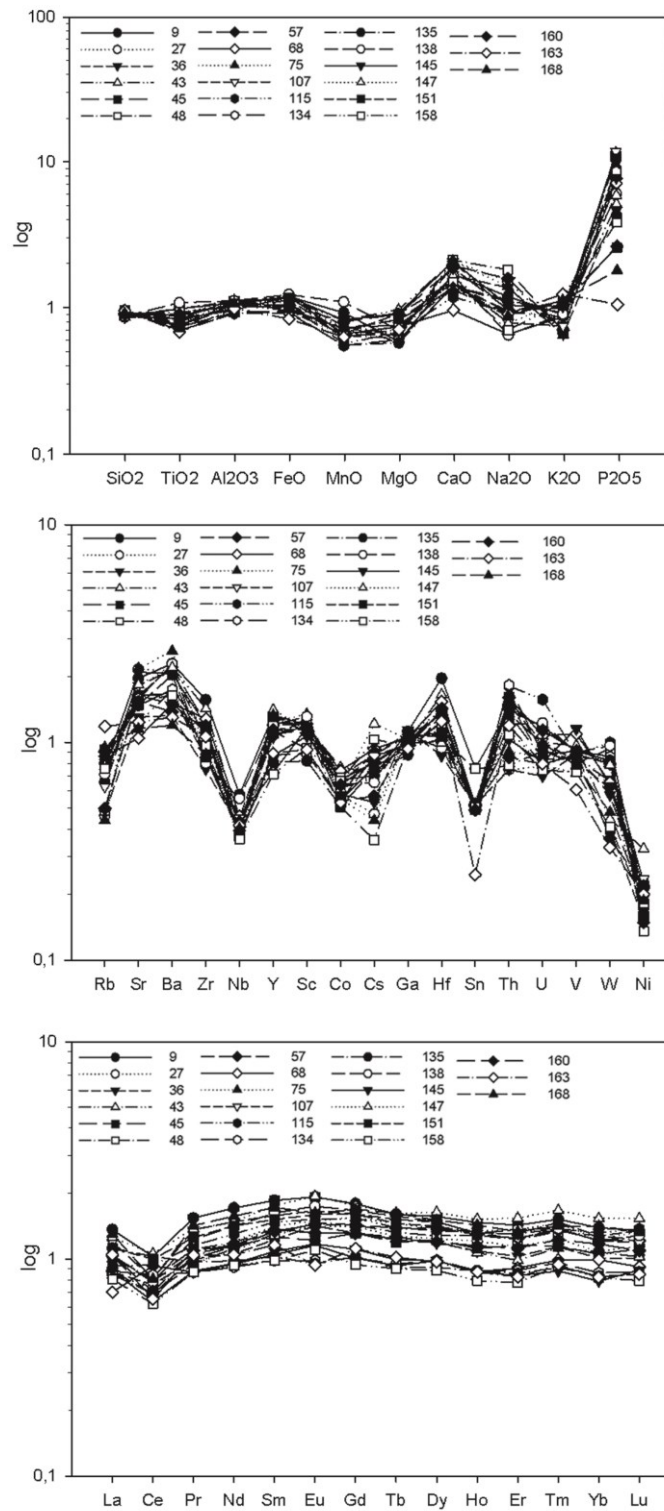 100
9 57 135 160
27 68 138 163
36 75 145 168
43 107 147
45 115 151
48 134 158
10
log
1
0,1
SiO2 TiO2 Al2O3 FeO MnO MgO CaO Na2O K2O P2O5
10
9 57 135 160
27 68 138 163
36 75 145 168
43 107 147
45 115 151
48 134 158
log
1
0,1
Rb Sr Ba Zr Nb Y Sc Co Cs Ga Hf Sn Th U V W Ni
10
9 57 135 160
27 68 138 163
36 75 145 168
43 107 147
45 115 151
48 134 158
log
1
0,1
La Ce Pr Nd Sm Eu Gd Tb Dy Ho Er Tm Yb Lu